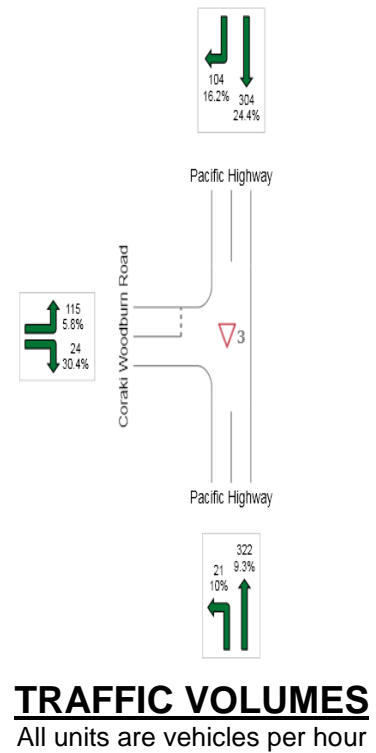 104
16.2%
304
24.4%
Pacific Highway
Coraki Woodburn Road
115
5.8%
24
30.4%
3
Pacific Highway
322
9.3%
21
10%
TRAFFIC VOLUMES
All units are vehicles per hour